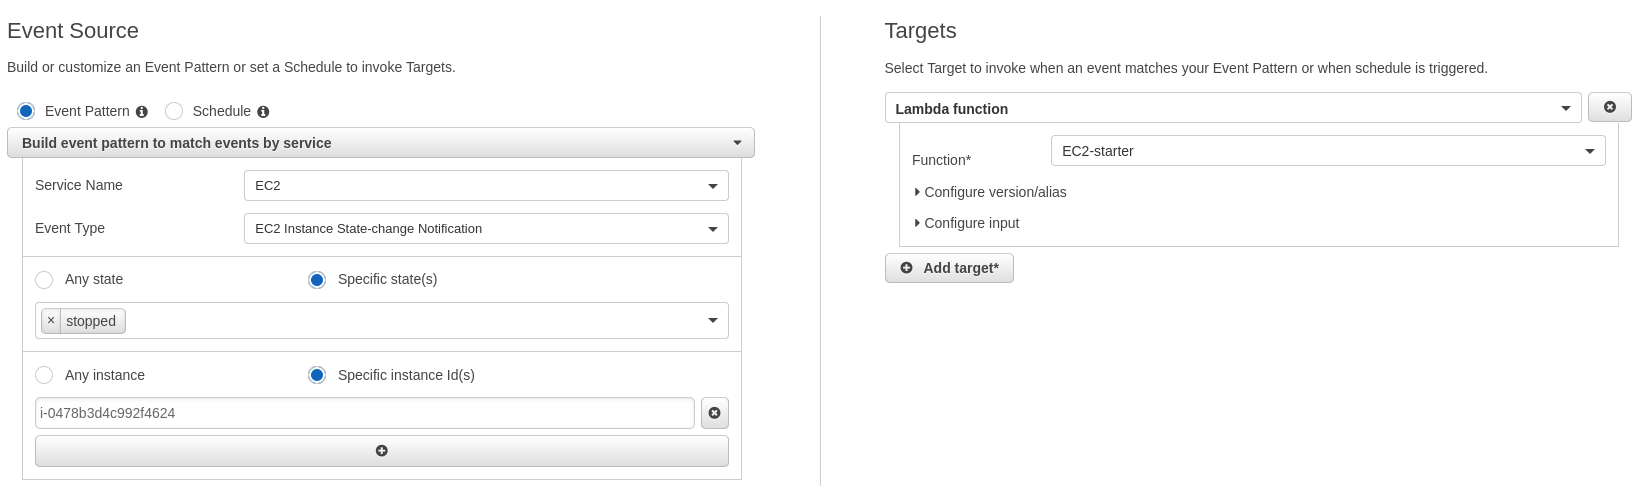 Event Source
Build or customize an Event Pattern or set a Schedule to invoke Targets.
Event Pattern Schedule
Build event pattern to match events by service
Service Name EC2
Event Type EC2 Instance State-change Notification
Any state Specific state(s)
× stopped
Any instance Specific instance Id(s)
i-0478b3d4c992f4624
Targets
Select Target to invoke when an event matches your Event Pattern or when schedule is triggered.
Lambda function
Function* EC2-starter
Configure version/alias
Configure input
Add target*